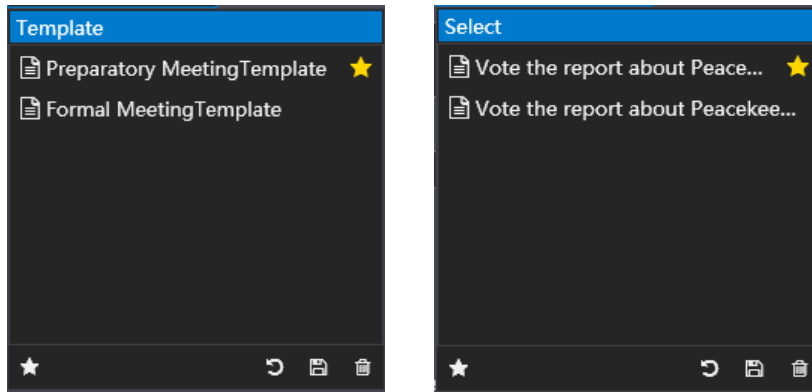 Template
Preparatory MeetingTemplate
Formal MeetingTemplate
Select
Vote the report about Peace...
Vote the report about Peacekee...